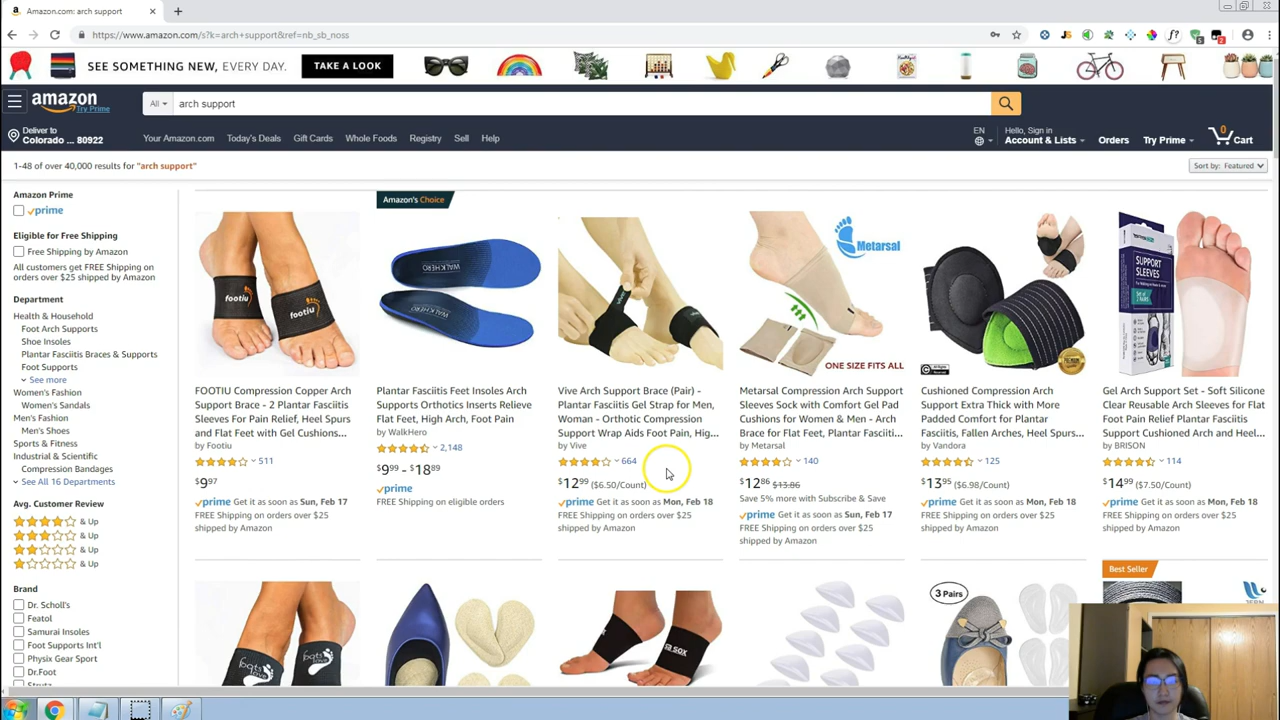 Amazon.com: arch support
https://www.amazon.com/s?k=arch+support&ref=nb_sb_noss
SEE SOMETHING NEW, EVERY DAY.
TAKE A LOOK
amazon
Try Prime
All
arch support
Deliver to
Colorado ... 80922
Your Amazon.com
Today's Deals
Gift Cards
Whole Foods
Registry
Sell
Help
EN
Hello, Sign in
Account & Lists
Orders
Try Prime
0
Cart
1-48 of over 40,000 results for "arch support"
Sort by: Featured
Amazon Prime
prime
Eligible for Free Shipping
Free Shipping by Amazon
All customers get FREE Shipping on
orders over $25 shipped by Amazon
Department
Health & Household
Foot Arch Supports
Shoe Insoles
Plantar Fasciitis Braces & Supports
Foot Supports
See more
Women's Fashion
Women's Sandals
Men's Fashion
Men's Shoes
Sports & Fitness
Industrial & Scientific
Compression Bandages
See All 16 Departments
Avg. Customer Review
& Up
& Up
& Up
& Up
Brand
Dr. Scholl's
Featol
Samurai Insoles
Foot Supports Int'l
Physix Gear Sport
Dr.Foot
footiu
footiu
FOOTIU Compression Copper Arch
Support Brace - 2 Plantar Fasciitis
Sleeves For Pain Relief, Heel Spurs
and Flat Feet with Gel Cushions...
by Footiu
511
$9⁹⁷
prime Get it as soon as Sun, Feb 17
FREE Shipping on orders over $25
shipped by Amazon
Amazon's Choice
WALKHERO
WALKHERO
Plantar Fasciitis Feet Insoles Arch
Supports Orthotics Inserts Relieve
Flat Feet, High Arch, Foot Pain
by WalkHero
2,148
$9⁹⁹ - $18⁸⁹
prime
FREE Shipping on eligible orders
Vive Arch Support Brace (Pair) -
Plantar Fasciitis Gel Strap for Men,
Woman - Orthotic Compression
Support Wrap Aids Foot Pain, Hig...
by Vive
664
$12⁹⁹ ($6.50/Count)
prime Get it as soon as Mon, Feb 18
FREE Shipping on orders over $25
shipped by Amazon
Metarsal
ONE SIZE FITS ALL
Metarsal Compression Arch Support
Sleeves Sock with Comfort Gel Pad
Cushions for Women & Men - Arch
Brace for Flat Feet, Plantar Fasciiti...
by Metarsal
140
$12⁸⁶ $13.86
Save 5% more with Subscribe & Save
prime Get it as soon as Sun, Feb 17
FREE Shipping on orders over $25
shipped by Amazon
Cushioned Compression Arch
Support Extra Thick with More
Padded Comfort for Plantar
Fasciitis, Fallen Arches, Heel Spurs...
by Vandora
125
$13⁹⁵ ($6.98/Count)
prime Get it as soon as Mon, Feb 18
FREE Shipping on orders over $25
shipped by Amazon
SUPPORT
SLEEVES
Gel Arch Support Set - Soft Silicone
Clear Reusable Arch Sleeves for Flat
Foot Pain Relief Plantar Fasciitis
Support Cushioned Arch and Heel...
by BRISON
114
$14⁹⁹ ($7.50/Count)
prime Get it as soon as Mon, Feb 18
FREE Shipping on orders over $25
shipped by Amazon
3 Pairs
Best Seller